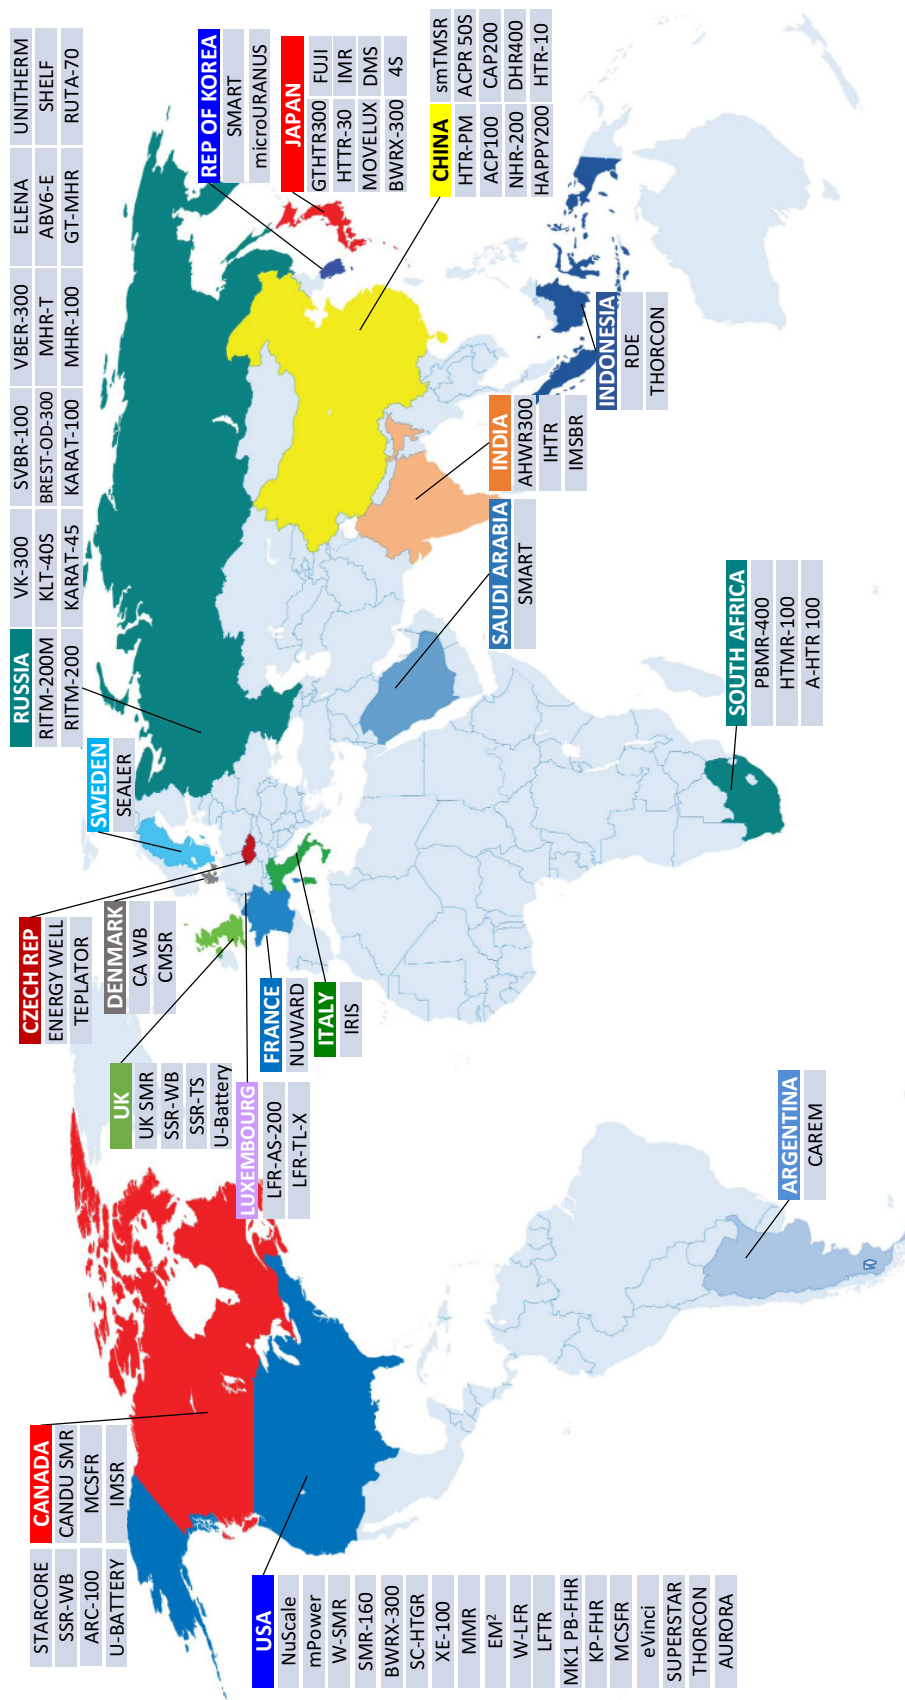 STARCORE
SSR-WB
ARC-100
U-BATTERY
CANADA
CANDU SMR
MCSFR
IMSR
USA
NuScale
mPower
W-SMR
SMR-160
BWRX-300
SC-HTGR
XE-100
MMR
EM²
W-LFR
LFTR
MK1 PB-FHR
KP-FHR
MCSFR
eVinci
SUPERSTAR
THORCON
AURORA
ARGENTINA
CAREM
UK
UK SMR
SSR-WB
SSR-TS
U-Battery
LUXEMBOURG
LFR-AS-200
LFR-TL-X
CZECH REP
ENERGY WELL
TEPLATOR
DENMARK
CA WB
CMSR
FRANCE
NUWARD
ITALY
IRIS
SWEDEN
SEALER
RUSSIA
RITM-200M
RITM-200
VK-300
KLT-40S
KARAT-45
SVBR-100
BREST-OD-300
KARAT-100
VBER-300
MHR-T
MHR-100
ELENA
ABV6-E
GT-MHR
UNITHERM
SHELF
RUTA-70
REP OF KOREA
SMART
microURANUS
JAPAN
GTHTR300
HTTR-30
MOVELUX
BWRX-300
FUJI
IMR
DMS
4S
CHINA
HTR-PM
ACP100
NHR-200
HAPPY200
smTMSR
ACPR 50S
CAP200
DHR400
HTR-10
INDIA
AHWR300
IHTR
IMSBR
SAUDI ARABIA
SMART
INDONESIA
RDE
THORCON
SOUTH AFRICA
PBMR-400
HTMR-100
A-HTR 100